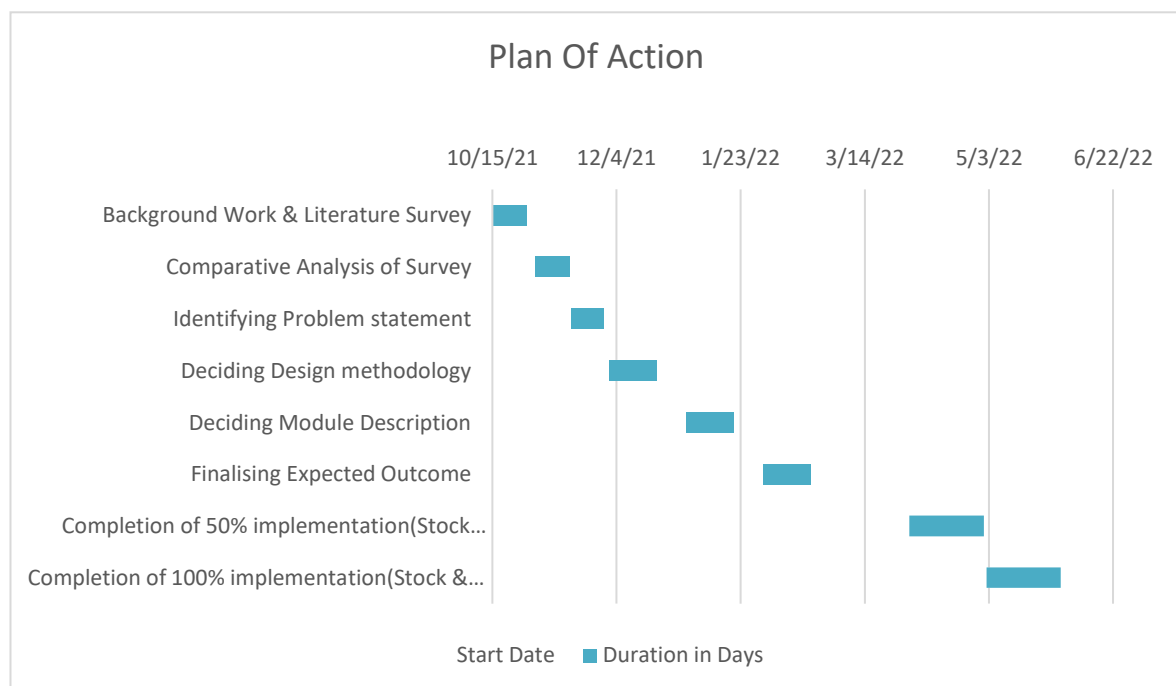 Plan Of Action
10/15/21 12/4/21 1/23/22 3/14/22 5/3/22 6/22/22
Background Work & Literature Survey
Comparative Analysis of Survey
Identifying Problem statement
Deciding Design methodology
Deciding Module Description
Finalising Expected Outcome
Completion of 50% implementation(Stock...
Completion of 100% implementation(Stock &...
Start Date Duration in Days